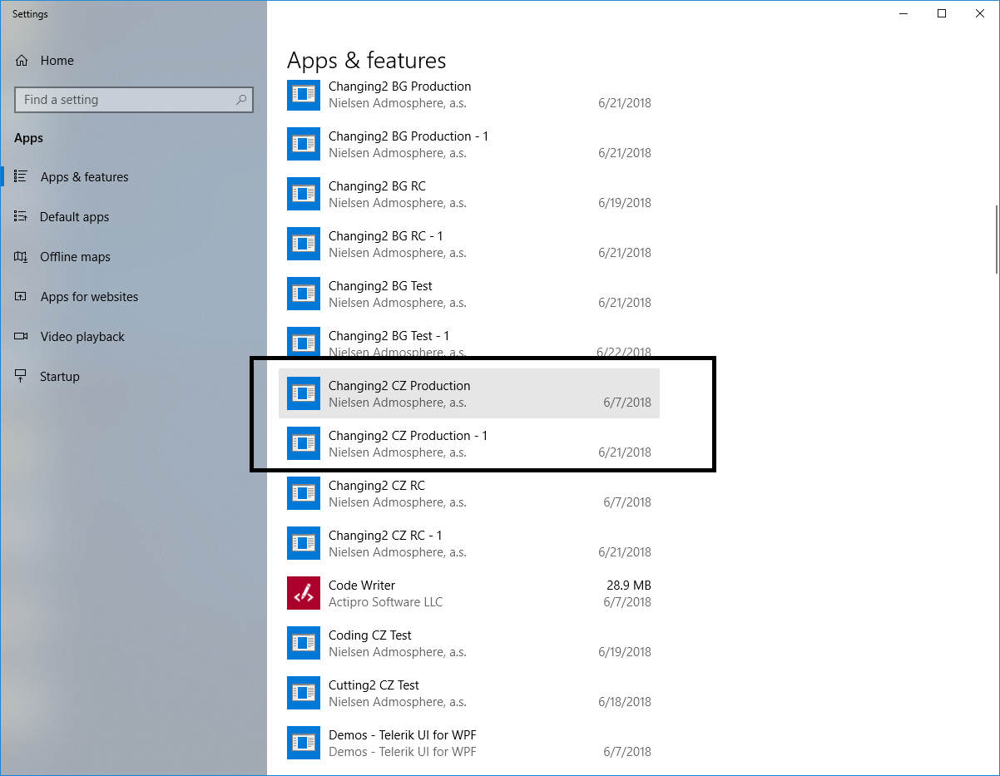 Settings
Home
Find a setting
Apps
Apps & features
Default apps
Offline maps
Apps for websites
Video playback
Startup
Apps & features
Changing2 BG Production
Nielsen Admosphere, a.s. 6/21/2018
Changing2 BG Production - 1
Nielsen Admosphere, a.s. 6/21/2018
Changing2 BG RC
Nielsen Admosphere, a.s. 6/19/2018
Changing2 BG RC - 1
Nielsen Admosphere, a.s. 6/21/2018
Changing2 BG Test
Nielsen Admosphere, a.s. 6/21/2018
Changing2 BG Test - 1
Nielsen Admosphere, a.s. 6/22/2018
Changing2 CZ Production
Nielsen Admosphere, a.s. 6/7/2018
Changing2 CZ Production - 1
Nielsen Admosphere, a.s. 6/21/2018
Changing2 CZ RC
Nielsen Admosphere, a.s. 6/7/2018
Changing2 CZ RC - 1
Nielsen Admosphere, a.s. 6/21/2018
Code Writer 28.9 MB
Actipro Software LLC 6/7/2018
Coding CZ Test
Nielsen Admosphere, a.s. 6/19/2018
Cutting2 CZ Test
Nielsen Admosphere, a.s. 6/18/2018
Demos - Telerik UI for WPF
Demos - Telerik UI for WPF 6/7/2018